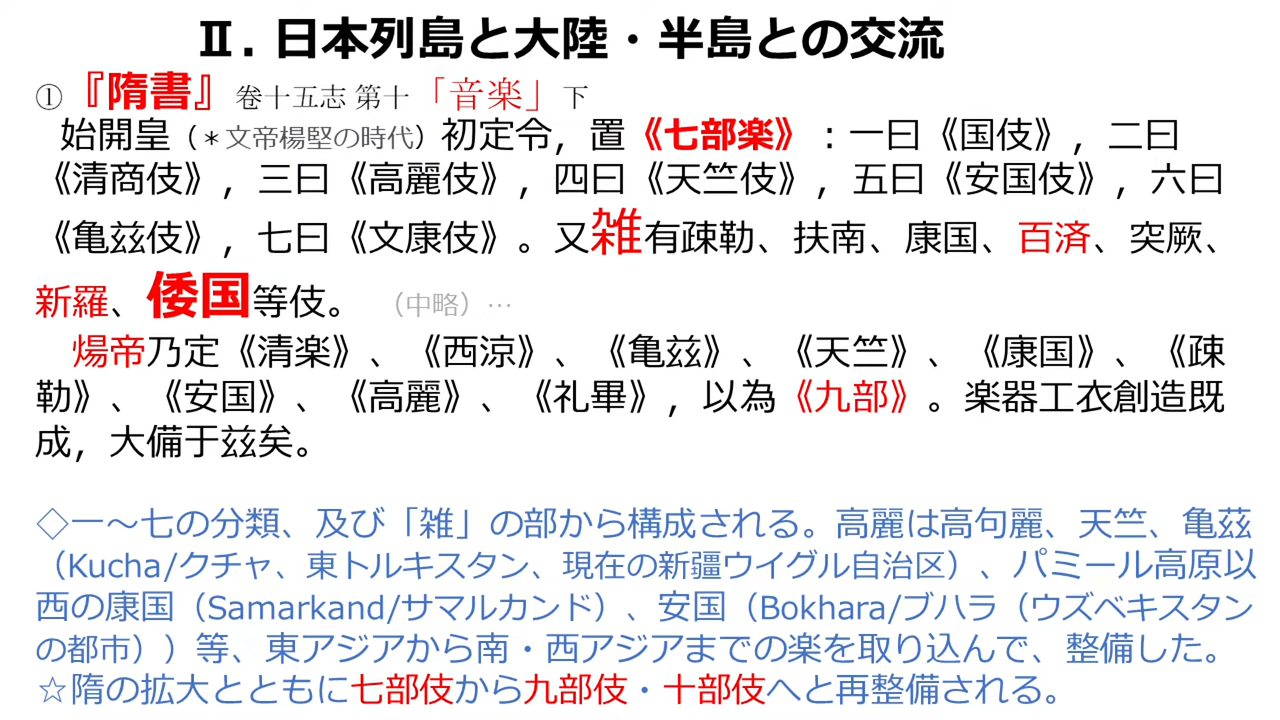 Ⅱ. 日本列島と大陸・半島との交流
①『隋書』巻十五志 第十「音楽」下
始開皇（＊文帝楊堅の時代）初定令，置《七部楽》：一曰《国伎》，二曰
《清商伎》，三曰《高麗伎》，四曰《天竺伎》，五曰《安国伎》，六曰
《亀玆伎》，七曰《文康伎》。又雑有疎勒、扶南、康国、百済、突厥、
新羅、倭国等伎。（中略）…
煬帝乃定《清楽》、《西涼》、《亀玆》、《天竺》、《康国》、《疎
勒》、《安国》、《高麗》、《礼畢》，以為《九部》。楽器工衣創造既
成，大備于玆矣。
◇一～七の分類、及び「雑」の部から構成される。高麗は高句麗、天竺、亀茲
（Kucha/クチャ、東トルキスタン、現在の新疆ウイグル自治区）、パミール高原以
西の康国（Samarkand/サマルカンド）、安国（Bokhara/ブハラ（ウズベキスタン
の都市））等、東アジアから南・西アジアまでの楽を取り込んで、整備した。
☆隋の拡大とともに七部伎から九部伎・十部伎へと再整備される。